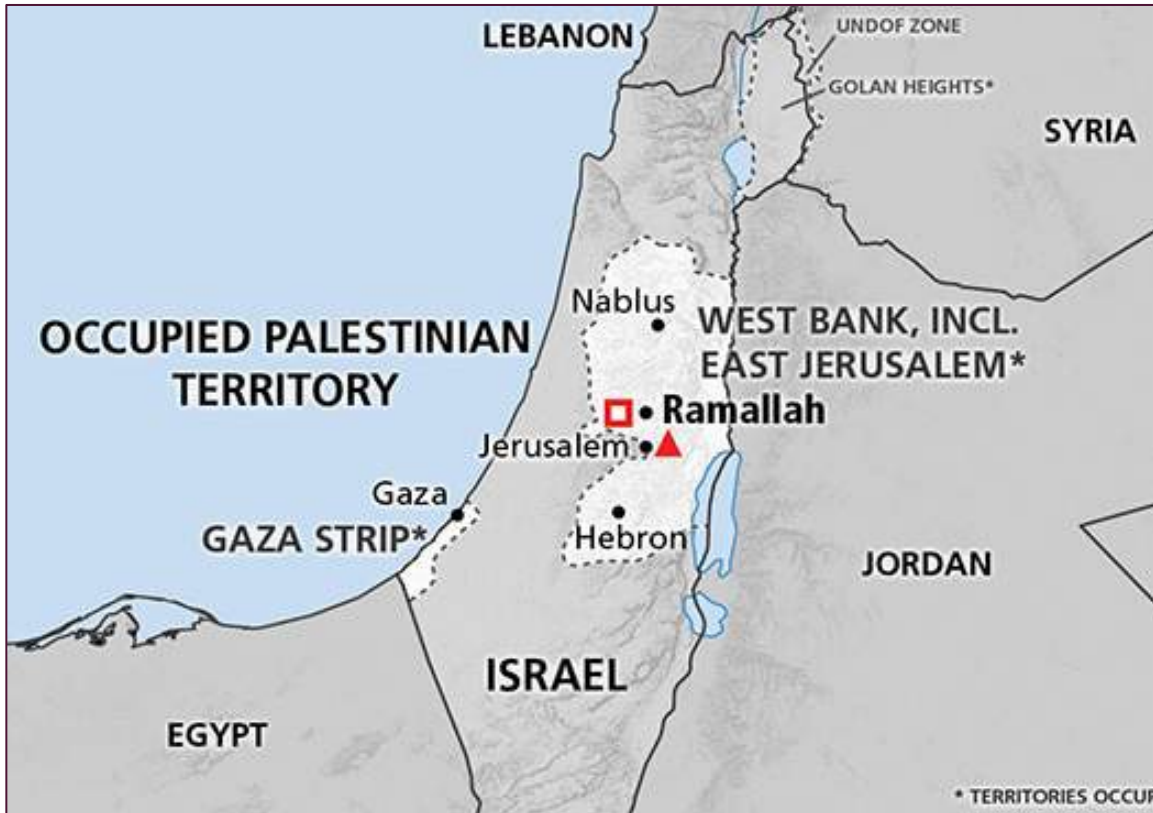 LEBANON
UNDOF ZONE
GOLAN HEIGHTS*
SYRIA
Nablus
OCCUPIED PALESTINIAN
TERRITORY
WEST BANK, INCL.
EAST JERUSALEM*
Ramallah
Jerusalem
Gaza
GAZA STRIP*
Hebron
JORDAN
ISRAEL
EGYPT
* TERRITORIES